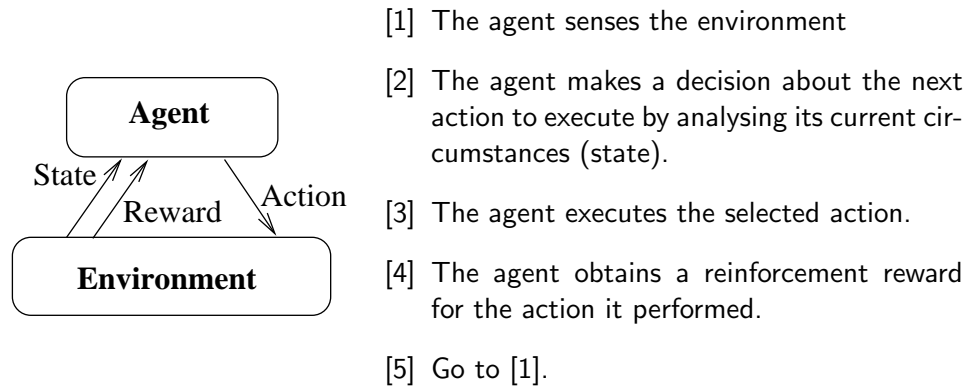 Agent
State
Reward
Action
Environment
[1] The agent senses the environment
[2] The agent makes a decision about the next
action to execute by analysing its current cir-
cumstances (state).
[3] The agent executes the selected action.
[4] The agent obtains a reinforcement reward
for the action it performed.
[5] Go to [1].